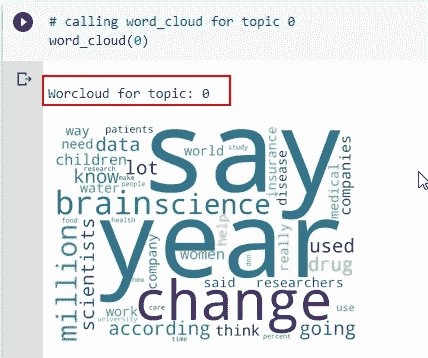 # calling word_cloud for topic 0
word_cloud(0)
Worcloud for topic: 0
say
year
change
brain
science
million
scientists
according
data
know
lot
way
patients
need
children
research
make
water
people
world
study
insurance
disease
medical
companies
food
health
company
women
help
really
used
drug
said
researchers
new
don
work
university
care
think
going
use
time
percent